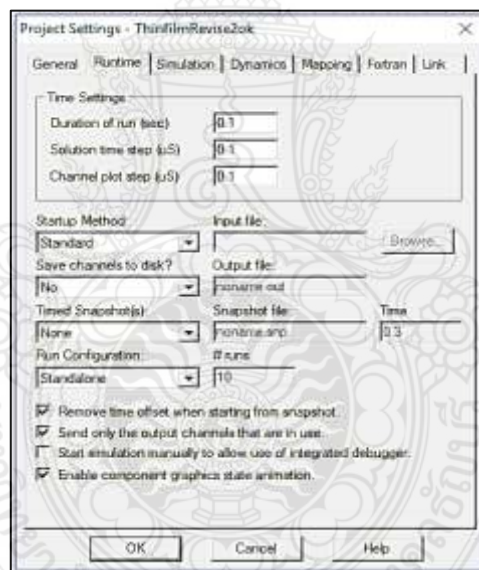 Project Settings - ThinfilmRevise2ok
General Runtime Simulation Dynamics Mapping Fortran Link
Time Settings
Duration of run (sec) 0.1
Solution time step (uS) 0.1
Channel plot step (uS) 0.1
Startup Method: Input file:
Standard Browse...
Save channels to disk? Output file:
No noname.out
Timed Snapshot(s): Snapshot file: Time
None noname.snp 0.3
Run Configuration: # runs
Standalone 10
Remove time offset when starting from snapshot.
Send only the output channels that are in use.
Start simulation manually to allow use of integrated debugger.
Enable component graphics state animation.
OK Cancel Help